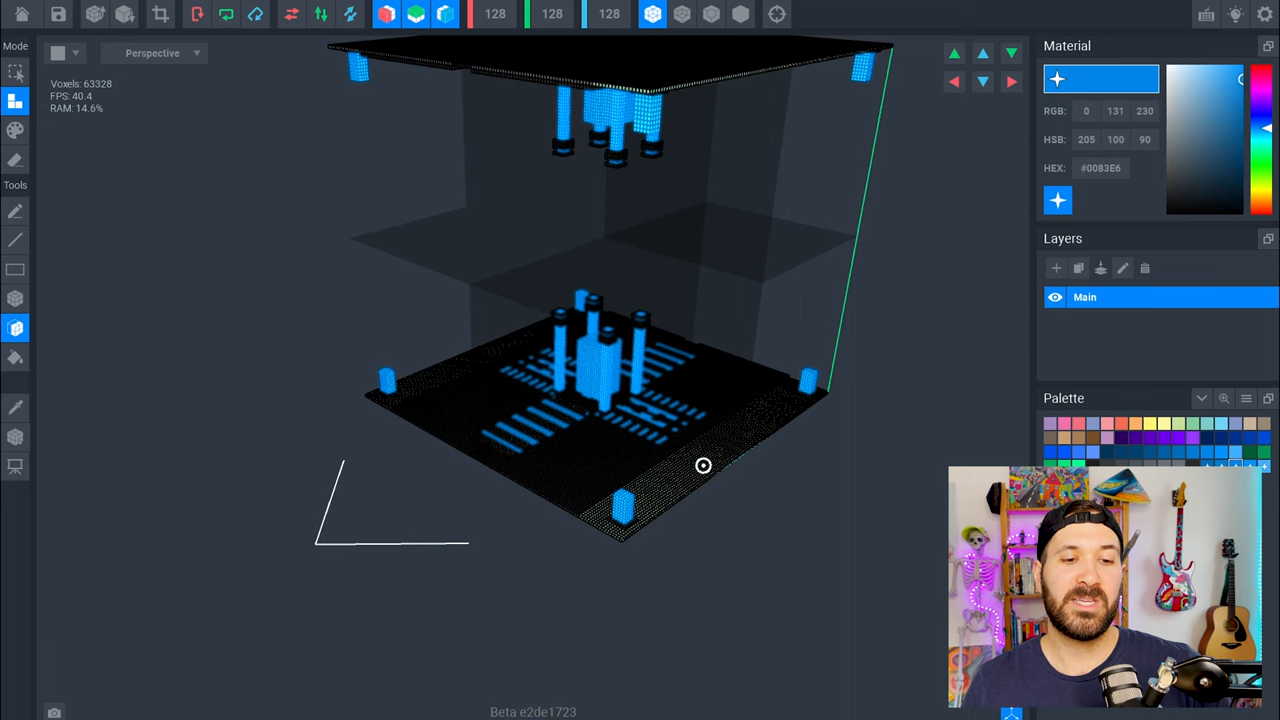 128 128 128
Mode
Perspective
Voxels: 63328
FPS: 40.4
RAM: 14.6%
Tools
Material
RGB: 0 131 230
HSB: 205 100 90
HEX: #0083E6
Layers
Main
Palette
Beta e2de1723